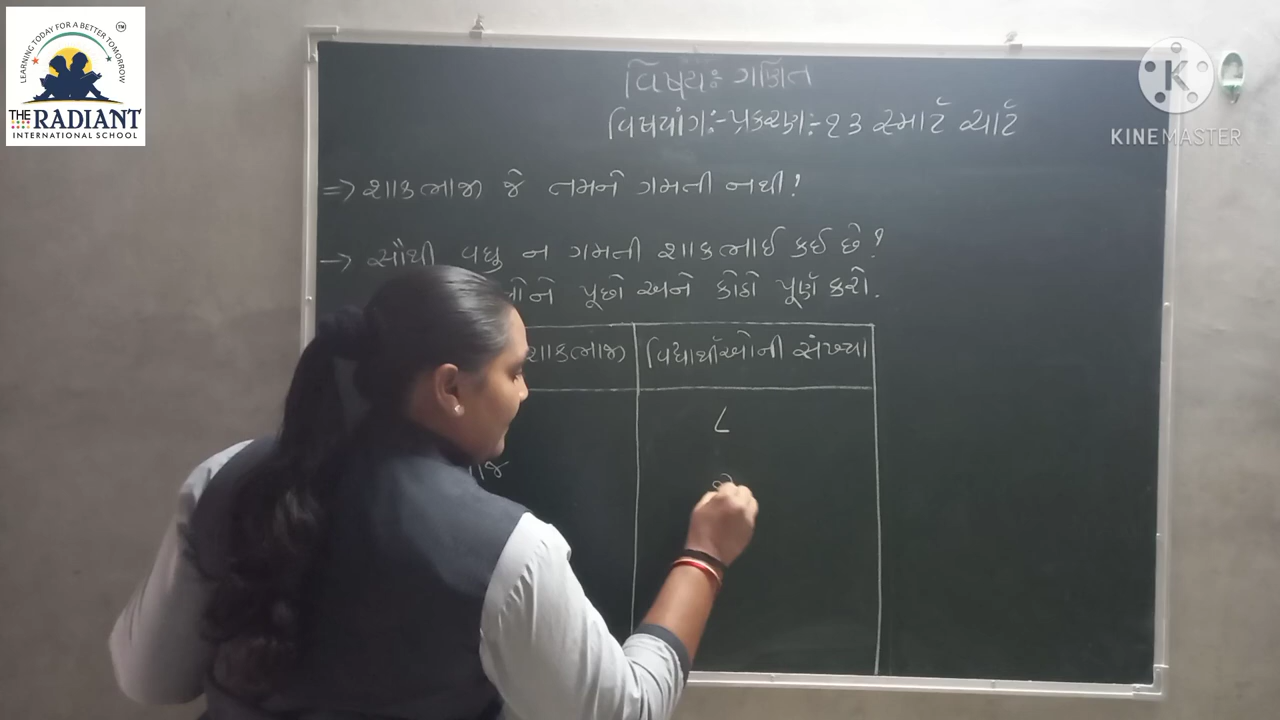 LEARNING TODAY FOR A BETTER TOMORROW
TM
THE RADIANT
INTERNATIONAL SCHOOL
K
KINEMASTER
વિષય: ગણિત
વિષયાંગ:- પ્રકરણ:- ૧૩ સ્માર્ટ ચાર્ટ
=> શાકભાજી જે તમને ગમતી નથી!
-> સૌથી વધુ ન ગમતી શાકભાઈ કઈ છે?
પૂછો અને કોઠો પૂર્ણ કરો.
શાકભાજી વિદ્યાર્થીઓની સંખ્યા
૮